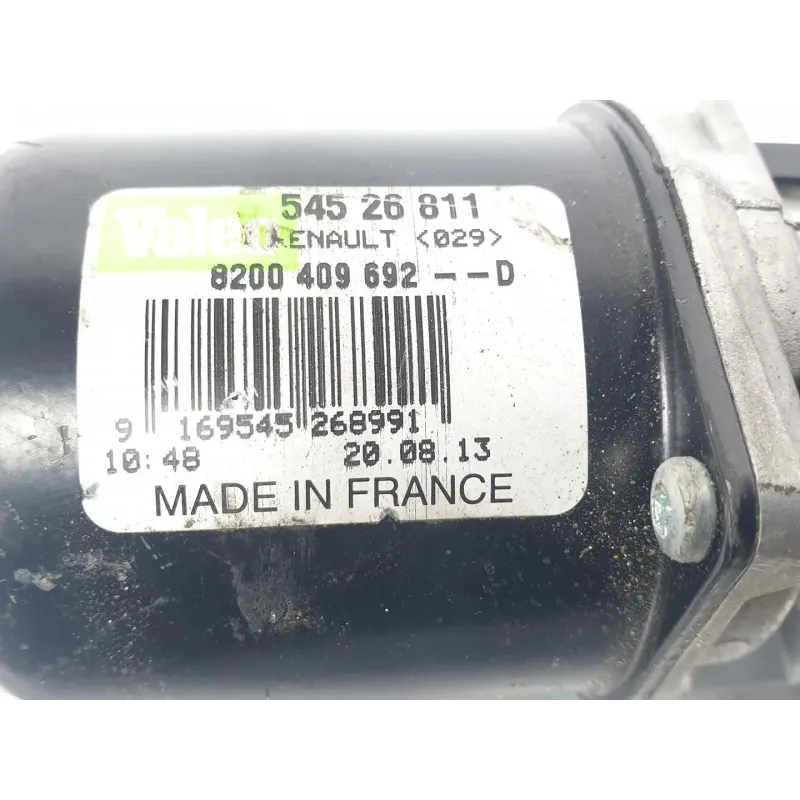 Valeo 545 26 811
RENAULT <029>
8200 409 692 -- D
9 169545 268991
10:48 20.08.13
MADE IN FRANCE